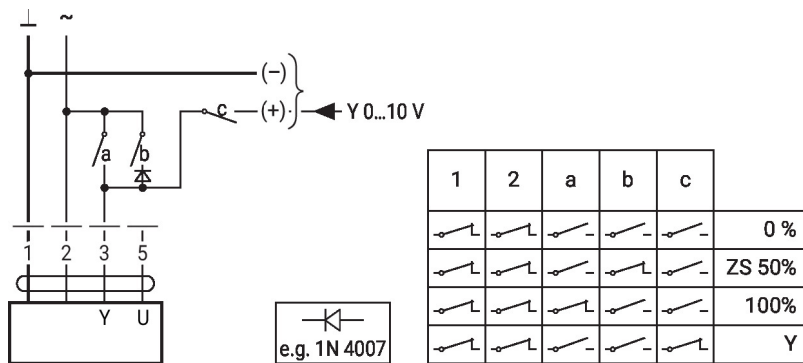 ⊥ ~
(–)
c (+) Y 0...10 V
a b
1 2 3 5
Y U
e.g. 1N 4007
1 2 a b c
0 %
ZS 50%
100%
Y